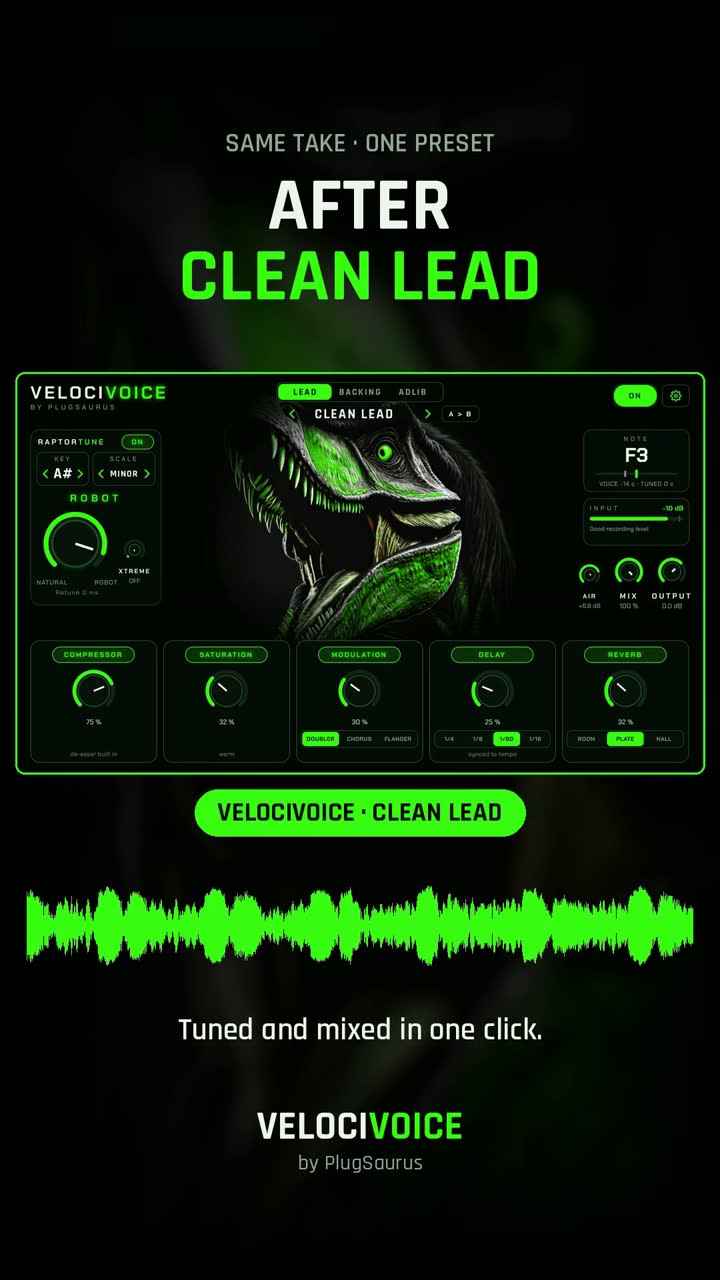 SAME TAKE · ONE PRESET
AFTER
CLEAN LEAD
VELOCIVOICE
BY PLUGSAURUS
LEAD BACKING ADLIB
< CLEAN LEAD > A > B
ON
RAPTORTUNE ON
KEY SCALE
< A# > < MINOR >
ROBOT
XTREME
OFF
NATURAL ROBOT
Retune 0 ms
NOTE
F3
VOICE -14 c · TUNED 0 c
INPUT -10 dB
Good recording level
AIR MIX OUTPUT
+6.8 dB 100 % 0.0 dB
COMPRESSOR SATURATION MODULATION DELAY REVERB
75 % 32 % 30 % 25 % 32 %
DOUBLER CHORUS FLANGER 1/4 1/8 1/8D 1/16 ROOM PLATE HALL
de-esser built in warm synced to tempo
VELOCIVOICE · CLEAN LEAD
Tuned and mixed in one click.
VELOCIVOICE
by PlugSaurus